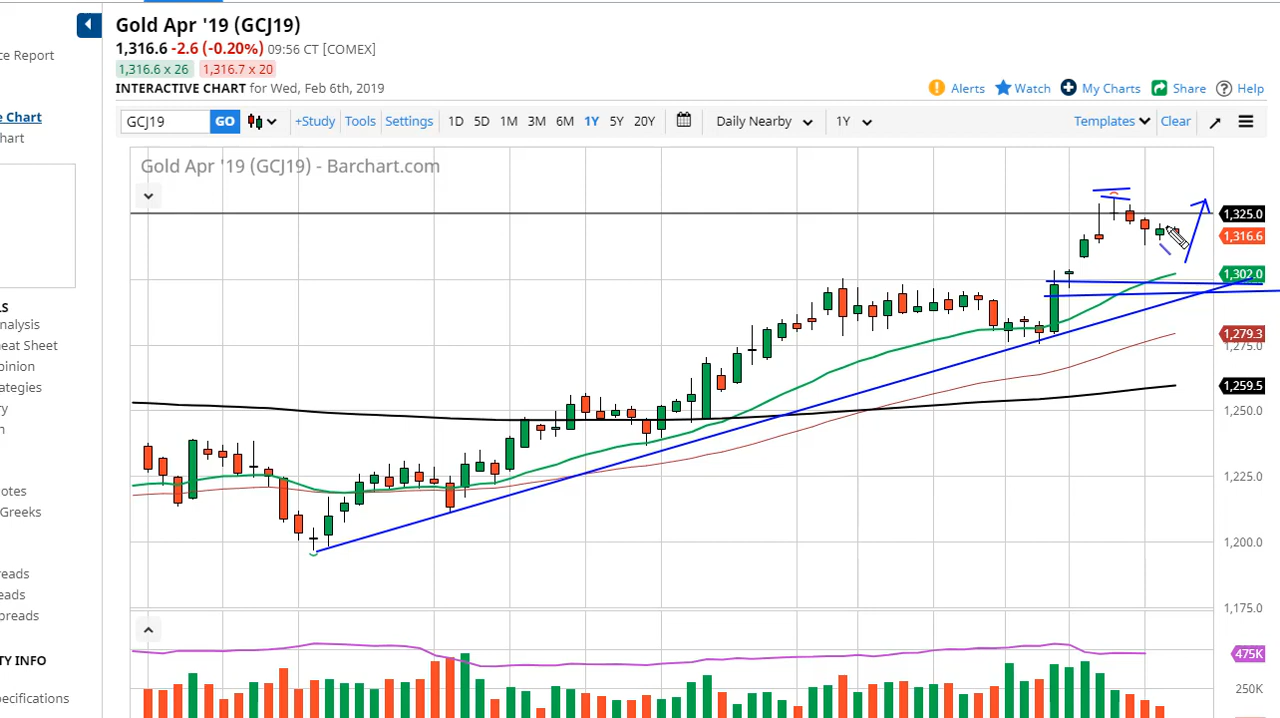 Gold Apr '19 (GCJ19)
1,316.6 -2.6 (-0.20%) 09:56 CT [COMEX]
1,316.6 x 26 1,316.7 x 20
INTERACTIVE CHART for Wed, Feb 6th, 2019
Alerts Watch My Charts Share ? Help
GCJ19 GO +Study Tools Settings 1D 5D 1M 3M 6M 1Y 5Y 20Y Daily Nearby 1Y Templates Clear
Gold Apr '19 (GCJ19) - Barchart.com
1,325.0
1,316.6
1,302.0
1,279.3
1,275.0
1,259.5
1,250.0
1,225.0
1,200.0
1,175.0
475K
250K
ce Report
e Chart
hart
LS
nalysis
eat Sheet
pinion
rategies
ry
n
otes
Greeks
reads
eads
preads
TY INFO
pecifications